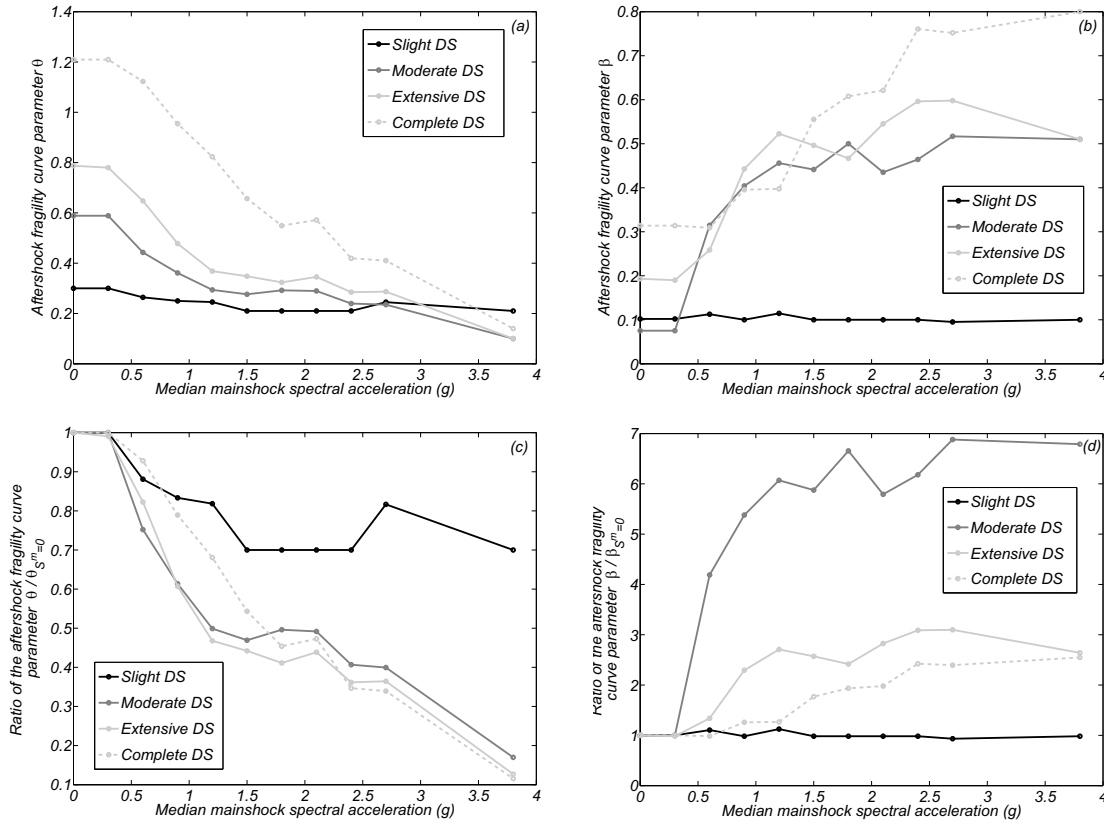 (a)
Aftershock fragility curve parameter θ
1.4
1.2
1
0.8
0.6
0.4
0.2
0
Slight DS
Moderate DS
Extensive DS
Complete DS
0 0.5 1 1.5 2 2.5 3 3.5 4
Median mainshock spectral acceleration (g)
(b)
Aftershock fragility curve parameter β
0.8
0.7
0.6
0.5
0.4
0.3
0.2
0.1
0
Slight DS
Moderate DS
Extensive DS
Complete DS
0 0.5 1 1.5 2 2.5 3 3.5 4
Median mainshock spectral acceleration (g)
(c)
Ratio of the aftershock fragility curve
parameter θ / θ_S^m=0
1
0.9
0.8
0.7
0.6
0.5
0.4
0.3
0.2
0.1
Slight DS
Moderate DS
Extensive DS
Complete DS
0 0.5 1 1.5 2 2.5 3 3.5 4
Median mainshock spectral acceleration (g)
(d)
Ratio of the aftershock fragility
curve parameter β / β_S^m=0
7
6
5
4
3
2
1
0
Slight DS
Moderate DS
Extensive DS
Complete DS
0 0.5 1 1.5 2 2.5 3 3.5 4
Median mainshock spectral acceleration (g)